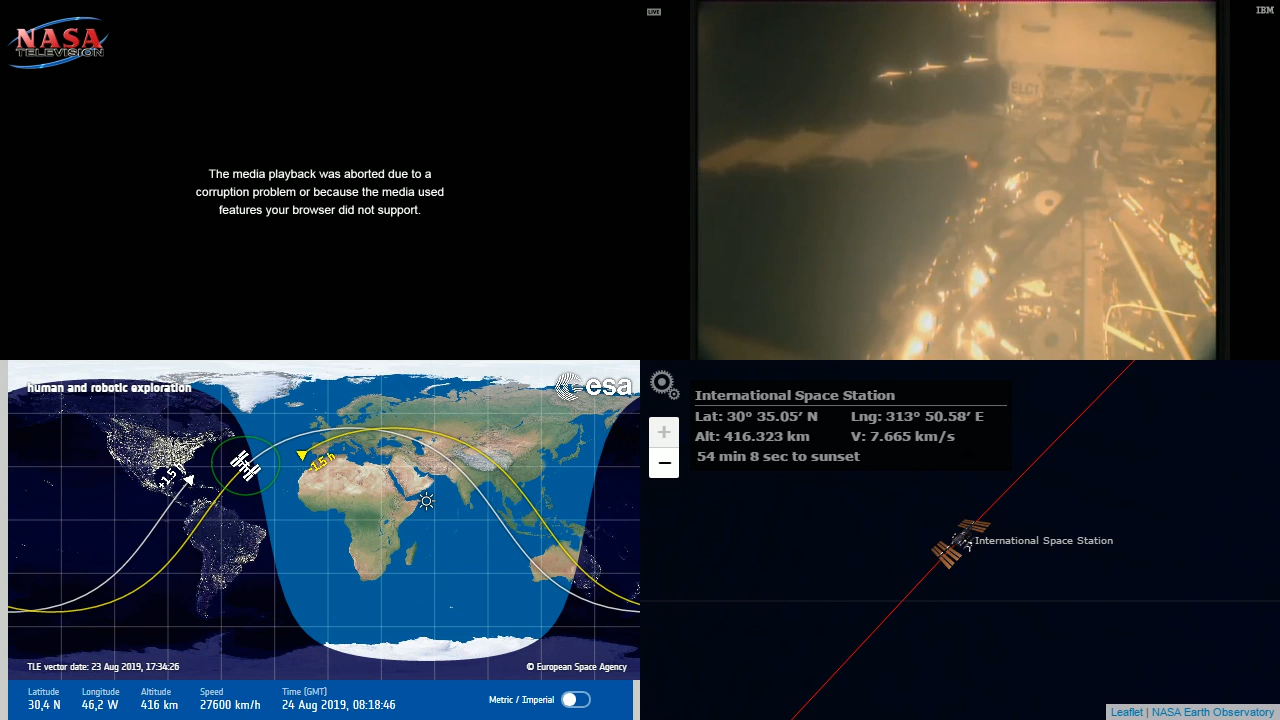 NASA
TELEVISION
The media playback was aborted due to a
corruption problem or because the media used
features your browser did not support.
LIVE
IBM
ELC1
human and robotic exploration
esa
+1.5 h
-1.5 h
TLE vector date: 23 Aug 2019, 17:34:26
© European Space Agency
Latitude
30,4 N
Longitude
46,2 W
Altitude
416 km
Speed
27600 km/h
Time (GMT)
24 Aug 2019, 08:18:46
Metric / Imperial
International Space Station
Lat: 30° 35.05′ N Lng: 313° 50.58′ E
Alt: 416.323 km V: 7.665 km/s
54 min 8 sec to sunset
+
−
International Space Station
Leaflet | NASA Earth Observatory